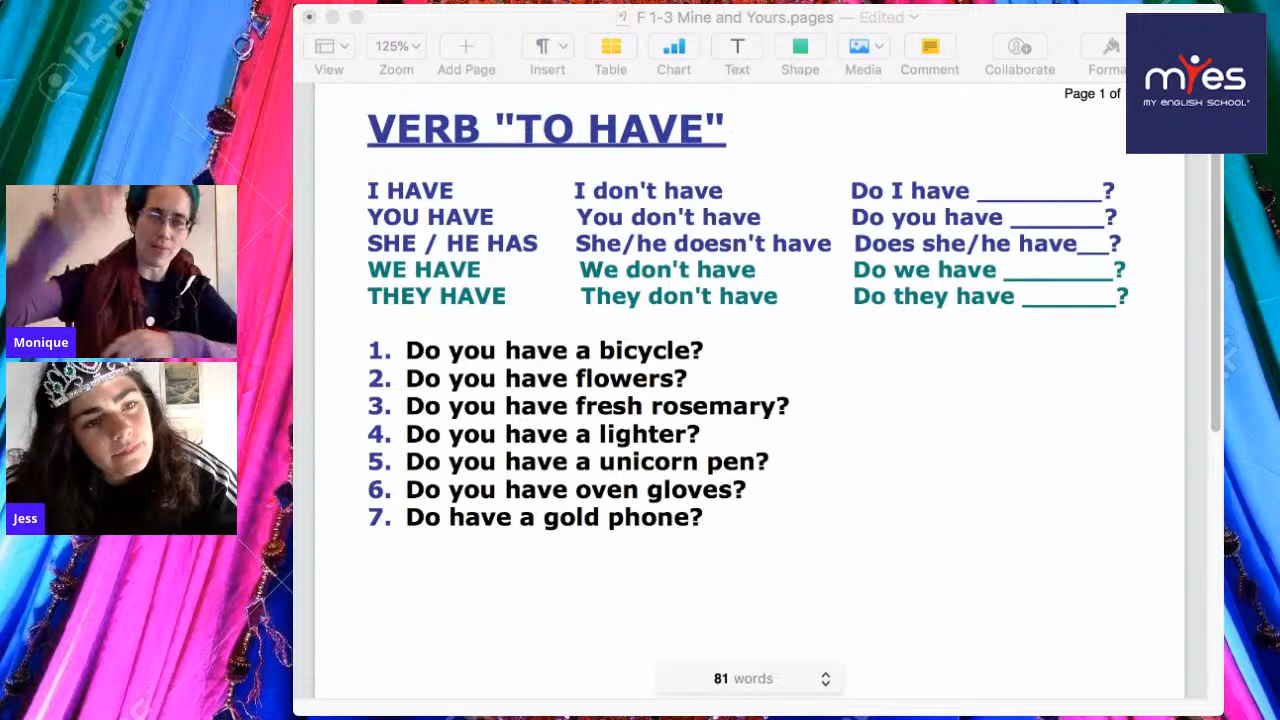 F 1-3 Mine and Yours.pages — Edited
125%
View Zoom Add Page Insert Table Chart Text Shape Media Comment Collaborate Forma
Page 1 of
myes
MY ENGLISH SCHOOL
VERB "TO HAVE"
I HAVE I don't have Do I have _________?
YOU HAVE You don't have Do you have _______?
SHE / HE HAS She/he doesn't have Does she/he have__?
WE HAVE We don't have Do we have ________?
THEY HAVE They don't have Do they have _______?
1. Do you have a bicycle?
2. Do you have flowers?
3. Do you have fresh rosemary?
4. Do you have a lighter?
5. Do you have a unicorn pen?
6. Do you have oven gloves?
7. Do have a gold phone?
81 words
Monique
Jess